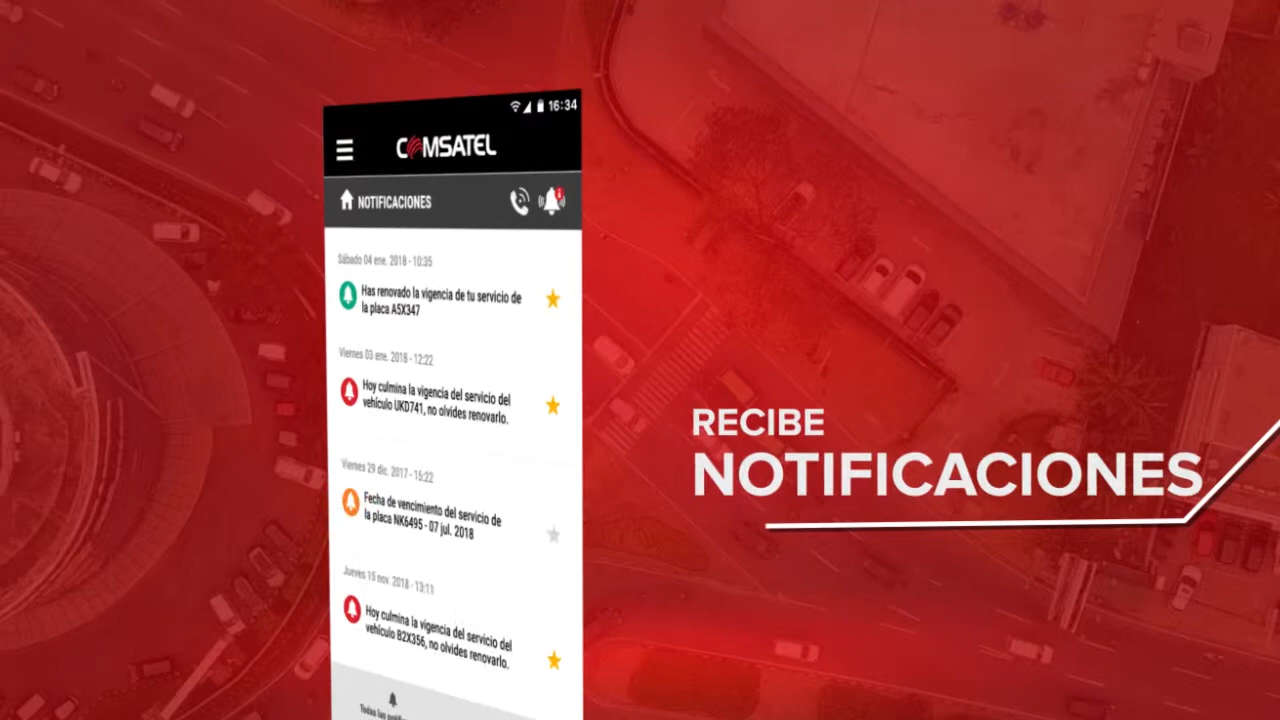 16:34
COMSATEL
NOTIFICACIONES
Sábado 04 ene. 2018 - 10:35
Has renovado la vigencia de tu servicio de
la placa A5X347
Viernes 03 ene. 2018 - 12:22
Hoy culmina la vigencia del servicio del
vehículo UKD741, no olvides renovarlo.
Viernes 29 dic. 2017 - 15:22
Fecha de vencimiento del servicio de
la placa NK6495 - 07 jul. 2018
Jueves 15 nov. 2018 - 13:11
Hoy culmina la vigencia del servicio del
vehículo B2X356, no olvides renovarlo.
Todas las
RECIBE
NOTIFICACIONES